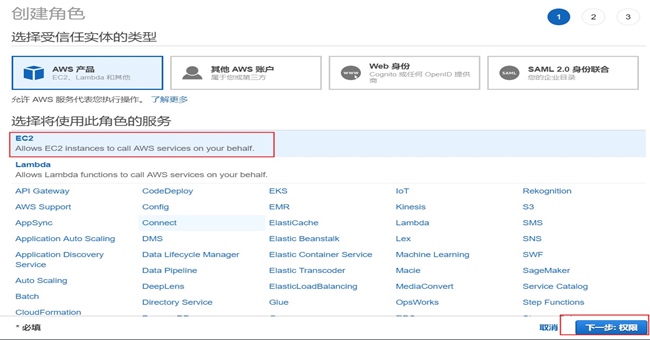 创建角色
1 2 3
选择受信任实体的类型
AWS 产品
EC2、Lambda 和其他
其他 AWS 账户
属于您或第三方
WWW
Web 身份
Cognito 或任何 OpenID 提供商
SAML
SAML 2.0 身份联合
您的企业目录
允许 AWS 服务代表您执行操作。 了解更多
选择将使用此角色的服务
EC2
Allows EC2 instances to call AWS services on your behalf.
Lambda
Allows Lambda functions to call AWS services on your behalf.
API Gateway CodeDeploy EKS IoT Rekognition
AWS Support Config EMR Kinesis S3
AppSync Connect ElastiCache Lambda SMS
Application Auto Scaling DMS Elastic Beanstalk Lex SNS
Application Discovery Service Data Lifecycle Manager Elastic Container Service Machine Learning SWF
Data Pipeline Elastic Transcoder Macie SageMaker
Auto Scaling DeepLens ElasticLoadBalancing MediaConvert Service Catalog
Batch Directory Service Glue OpsWorks Step Functions
CloudFormation
* 必填 取消 下一步: 权限